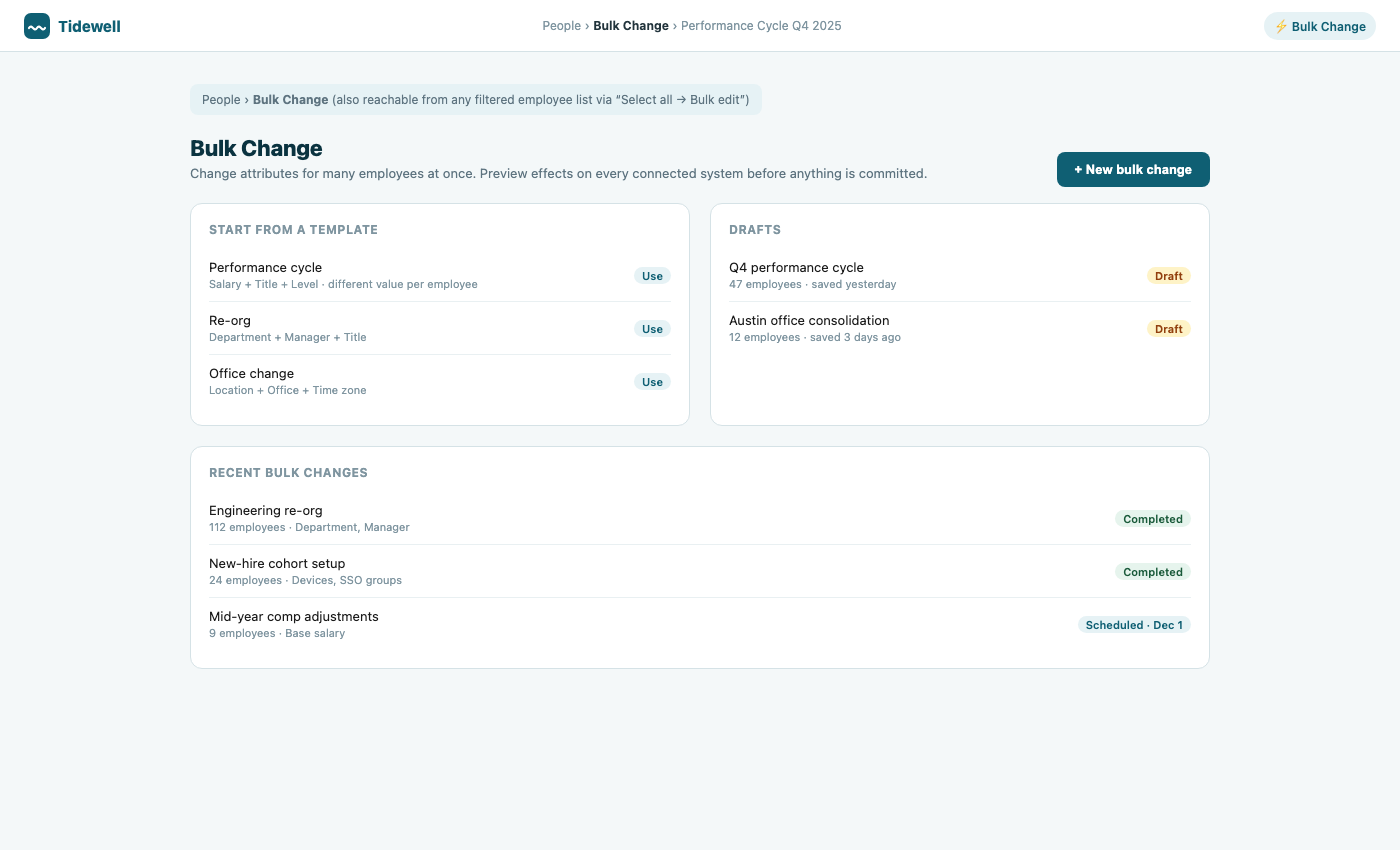 Tidewell
People › Bulk Change › Performance Cycle Q4 2025
⚡ Bulk Change
People › Bulk Change (also reachable from any filtered employee list via “Select all → Bulk edit”)
Bulk Change
Change attributes for many employees at once. Preview effects on every connected system before anything is committed.
+ New bulk change
START FROM A TEMPLATE
Performance cycle
Salary + Title + Level · different value per employee
Use
Re-org
Department + Manager + Title
Use
Office change
Location + Office + Time zone
Use
DRAFTS
Q4 performance cycle
47 employees · saved yesterday
Draft
Austin office consolidation
12 employees · saved 3 days ago
Draft
RECENT BULK CHANGES
Engineering re-org
112 employees · Department, Manager
Completed
New-hire cohort setup
24 employees · Devices, SSO groups
Completed
Mid-year comp adjustments
9 employees · Base salary
Scheduled · Dec 1